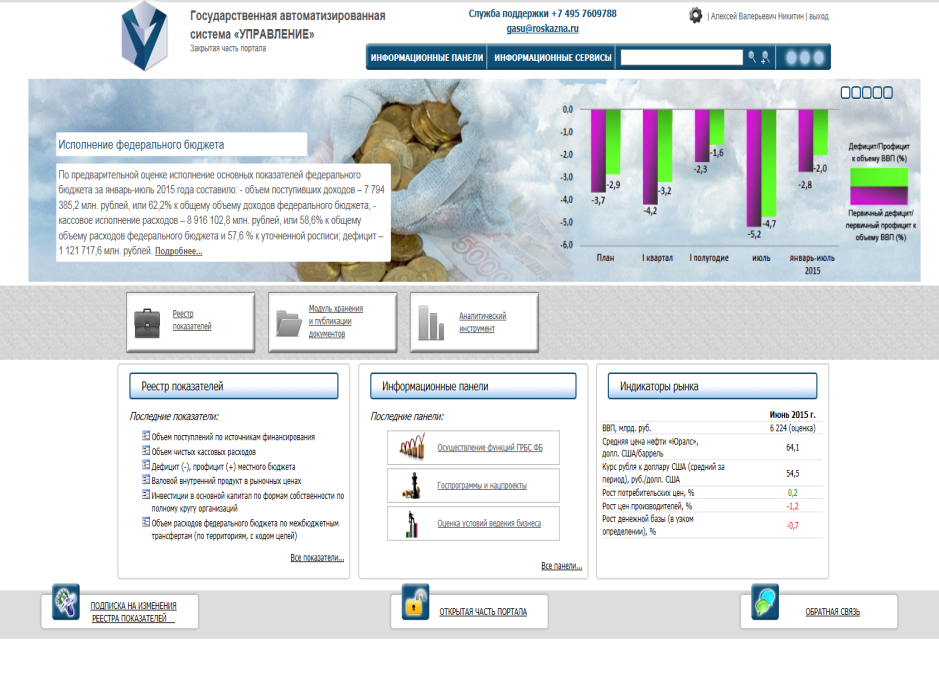 Государственная автоматизированная
система «УПРАВЛЕНИЕ»
Закрытая часть портала
Служба поддержки +7 495 7609788
gasu@roskazna.ru
| Алексей Валерьевич Никитин | выход
ИНФОРМАЦИОННЫЕ ПАНЕЛИ
ИНФОРМАЦИОННЫЕ СЕРВИСЫ
Исполнение федерального бюджета
По предварительной оценке исполнение основных показателей федерального
бюджета за январь-июль 2015 года составило: - объем поступивших доходов – 7 794
385,2 млн. рублей, или 62,2% к общему объему доходов федерального бюджета; -
кассовое исполнение расходов – 8 916 102,8 млн. рублей, или 58,6% к общему
объему расходов федерального бюджета и 57,6 % к уточненной росписи; дефицит –
1 121 717,6 млн. рублей. Подробнее...
0,0
-1,0
-2,0
-3,0
-4,0
-5,0
-6,0
-3,7
-2,9
-4,2
-3,2
-2,3
-1,6
-5,2
-4,7
-2,8
-2,0
План
I квартал
I полугодие
июль
январь-июль
2015
Дефицит/Профицит
к объему ВВП (%)
Первичный дефицит/
первичный профицит к
объему ВВП (%)
Реестр
показателей
Модуль хранения
и публикации
документов
Аналитический
инструмент
Реестр показателей
Последние показатели:
Объем поступлений по источникам финансирования
Объем чистых кассовых расходов
Дефицит (-), профицит (+) местного бюджета
Валовой внутренний продукт в рыночных ценах
Инвестиции в основной капитал по формам собственности по
полному кругу организаций
Объем расходов федерального бюджета по межбюджетным
трансфертам (по территориям, с кодом целей)
Все показатели...
Информационные панели
Последние панели:
Осуществление функций ГРБС ФБ
Госпрограммы и нацпроекты
Оценка условий ведения бизнеса
Все панели...
Индикаторы рынка
Июнь 2015 г.
ВВП, млрд. руб. 6 224 (оценка)
Средняя цена нефти «Юралс»,
долл. США/баррель 64,1
Курс рубля к доллару США (средний за
период), руб./долл. США 54,5
Рост потребительских цен, % 0,2
Рост цен производителей, % -1,2
Рост денежной базы (в узком
определении), % -0,7
ПОДПИСКА НА ИЗМЕНЕНИЯ
РЕЕСТРА ПОКАЗАТЕЛЕЙ
ОТКРЫТАЯ ЧАСТЬ ПОРТАЛА
ОБРАТНАЯ СВЯЗЬ